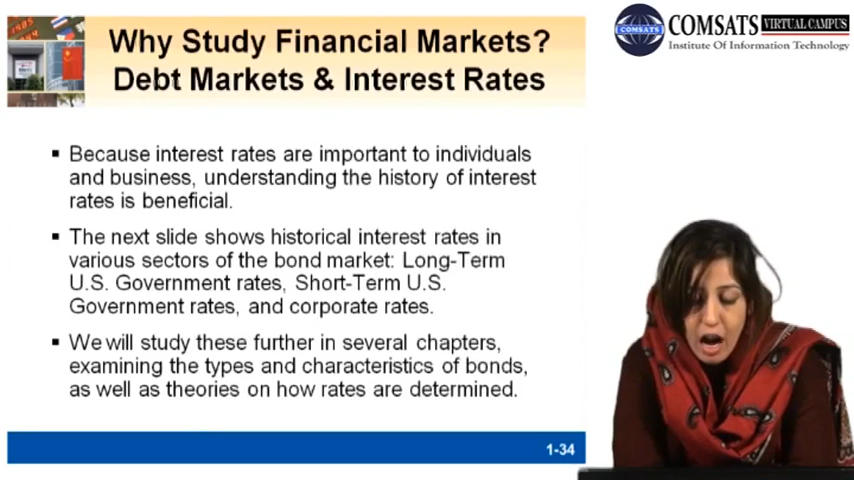 Why Study Financial Markets?
Debt Markets & Interest Rates
COMSATS VIRTUAL CAMPUS
Institute Of Information Technology
COMSATS
▪ Because interest rates are important to individuals
and business, understanding the history of interest
rates is beneficial.
▪ The next slide shows historical interest rates in
various sectors of the bond market: Long-Term
U.S. Government rates, Short-Term U.S.
Government rates, and corporate rates.
▪ We will study these further in several chapters,
examining the types and characteristics of bonds,
as well as theories on how rates are determined.
1-34